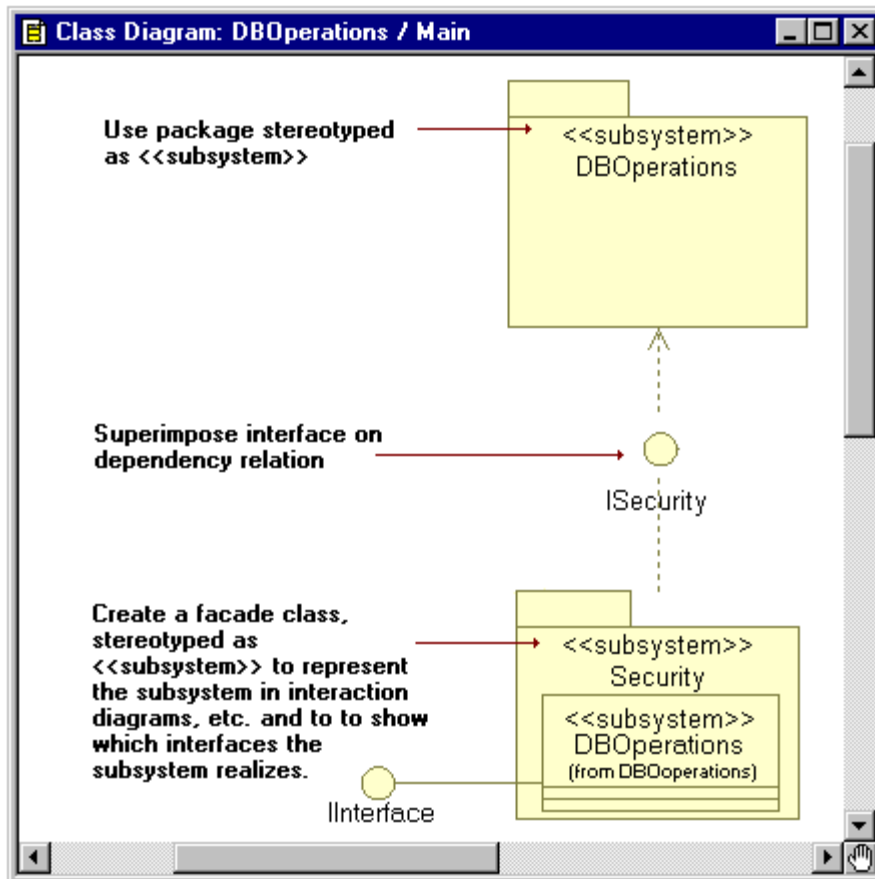 Class Diagram: DBOperations / Main
Use package stereotyped
as <<subsystem>>
<<subsystem>>
DBOperations
Superimpose interface on
dependency relation
ISecurity
Create a facade class,
stereotyped as
<<subsystem>> to represent
the subsystem in interaction
diagrams, etc. and to to show
which interfaces the
subsystem realizes.
<<subsystem>>
Security
<<subsystem>>
DBOperations
(from DBOoperations)
IInterface